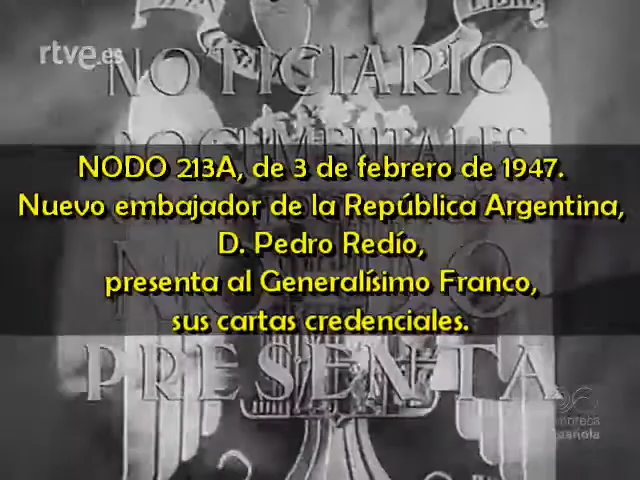 rtve.es
NOTICIARIO
DOCUMENTALES
NODO 213A, de 3 de febrero de 1947.
Nuevo embajador de la República Argentina,
D. Pedro Redío,
presenta al Generalísimo Franco,
sus cartas credenciales.
PRESENTA